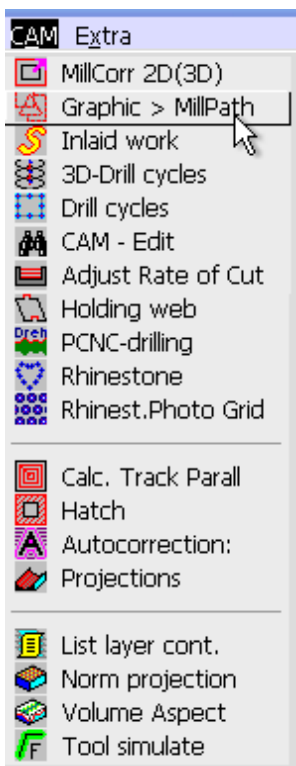 CAM Extra
MillCorr 2D(3D)
Graphic > MillPath
Inlaid work
3D-Drill cycles
Drill cycles
CAM - Edit
Adjust Rate of Cut
Holding web
Dreh
PCNC-drilling
Rhinestone
Rhinest.Photo Grid
Calc. Track Parall
Hatch
A
Autocorrection:
Projections
List layer cont.
Norm projection
Volume Aspect
F
Tool simulate